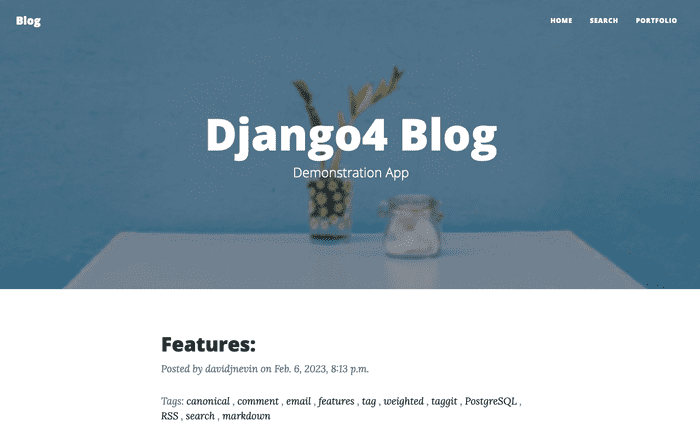 Blog
HOME SEARCH PORTFOLIO
Django4 Blog
Demonstration App
Features:
Posted by davidjnevin on Feb. 6, 2023, 8:13 p.m.
Tags: canonical , comment , email , features , tag , weighted , taggit , PostgreSQL ,
RSS , search , markdown